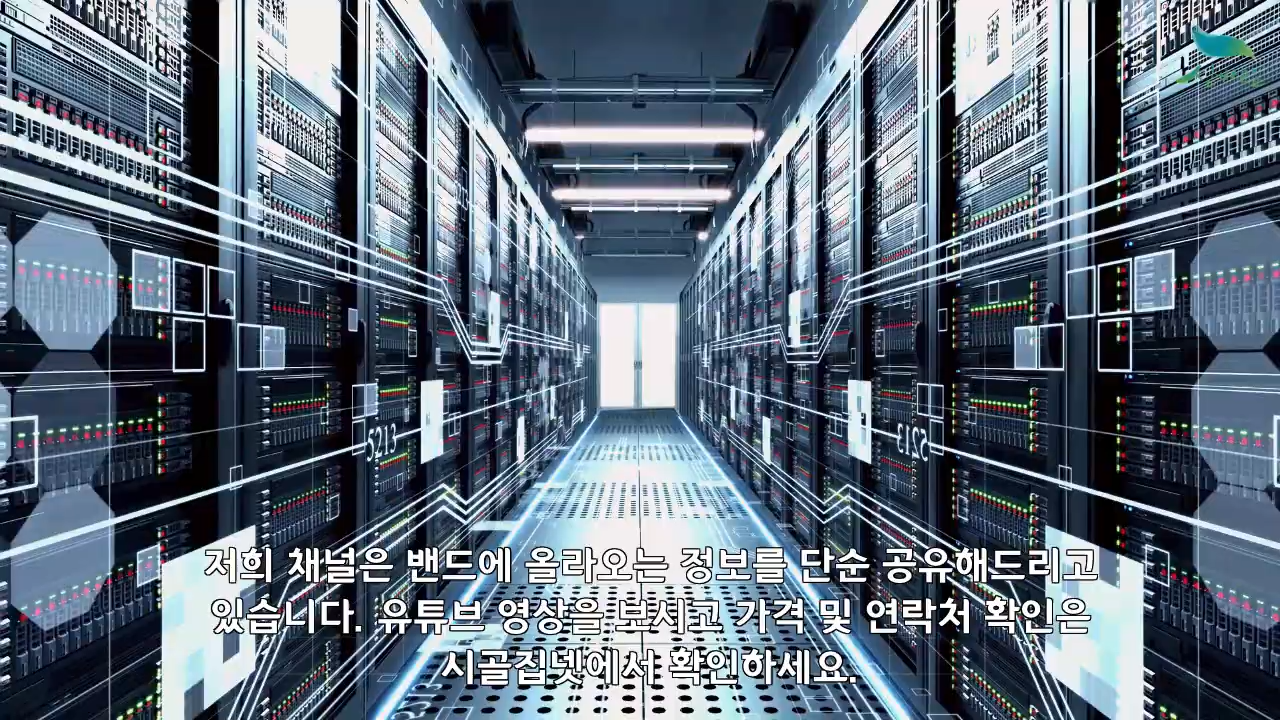 5213
5213
저희 채널은 밴드에 올라오는 정보를 단순 공유해드리고
있습니다. 유튜브 영상을 보시고 가격 및 연락처 확인은
시골집넷에서 확인하세요.